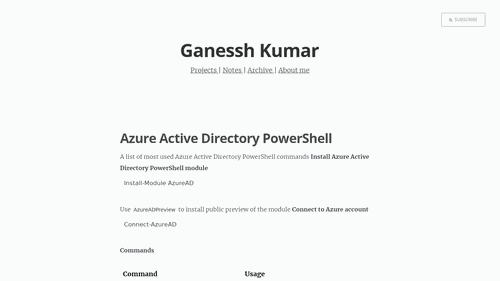 SUBSCRIBE
Ganessh Kumar
Projects | Notes | Archive | About me
Azure Active Directory PowerShell
A list of most used Azure Active Directory PowerShell commands Install Azure Active
Directory PowerShell module
Install-Module AzureAD
Use AzureADPreview to install public preview of the module Connect to Azure account
Connect-AzureAD
Commands
Command Usage